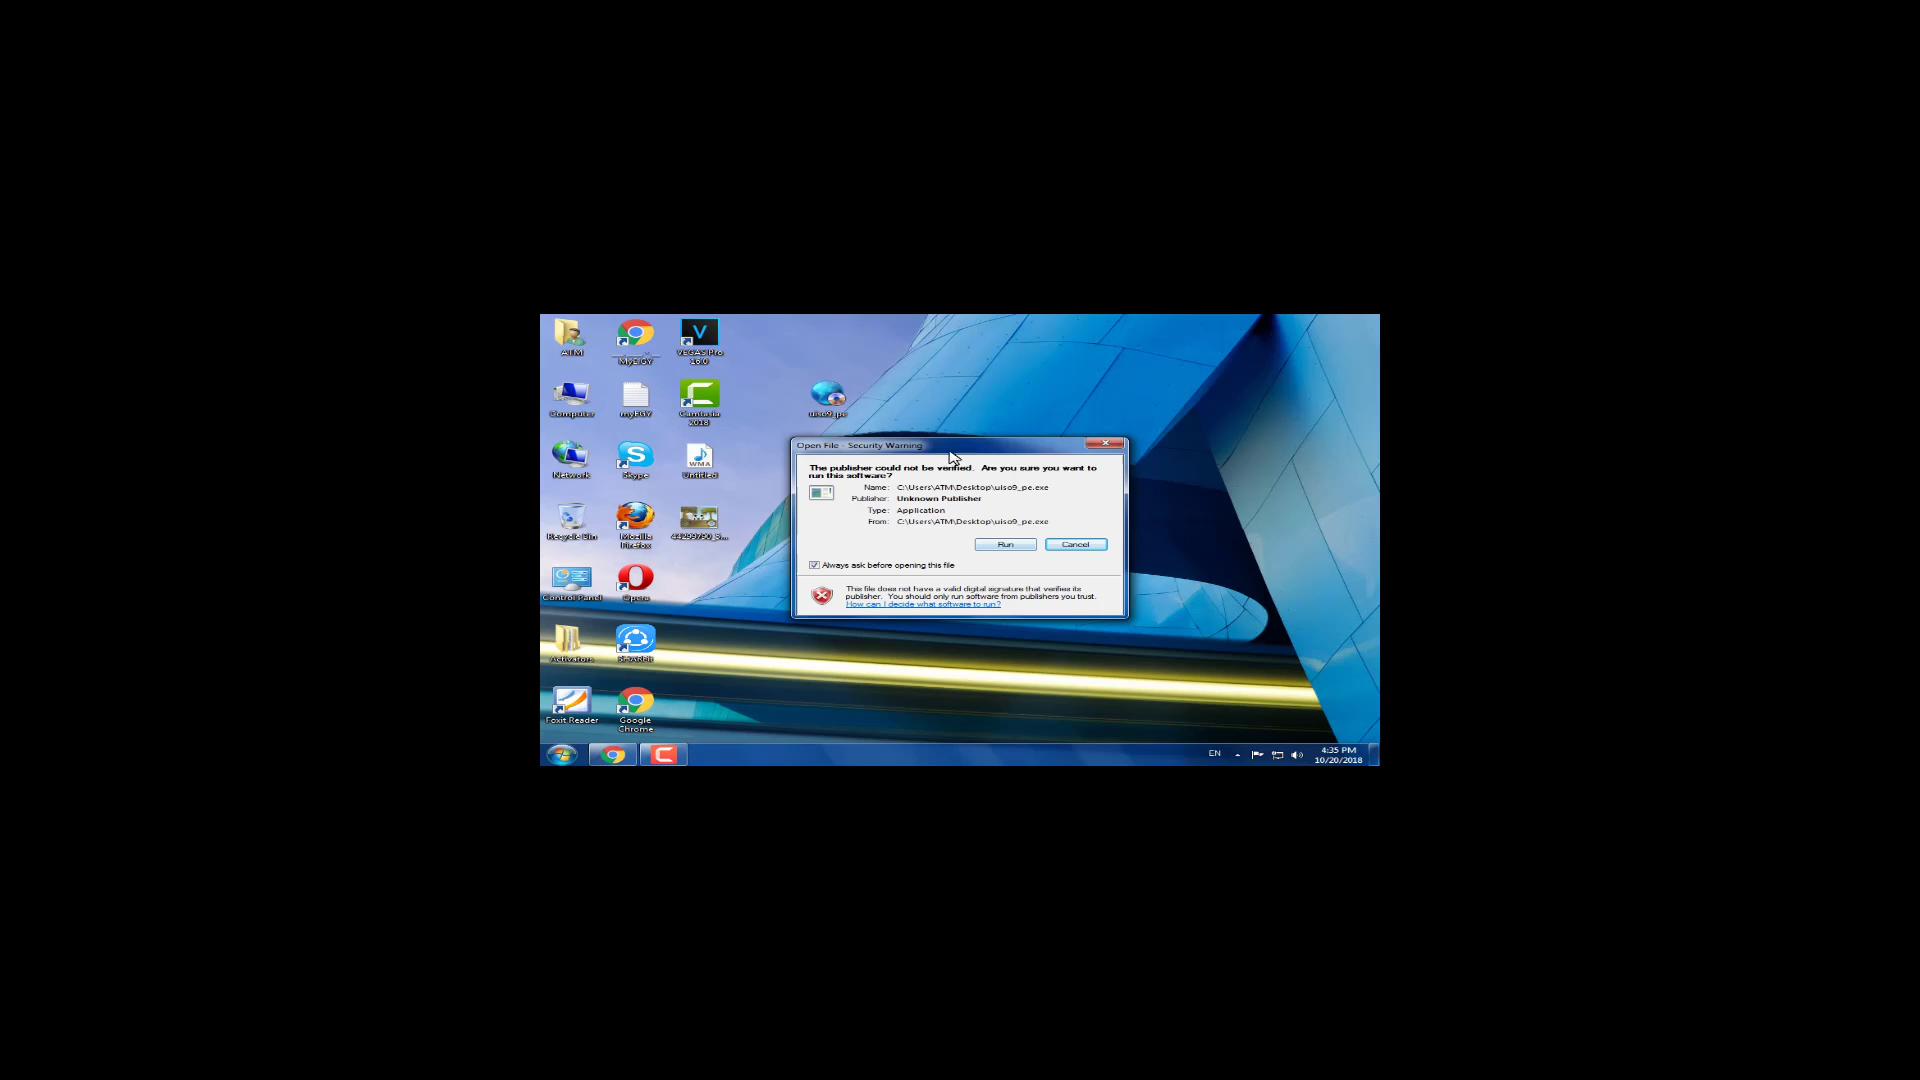 ATM
MyEGY
VEGAS Pro
16.0
Computer
myEGY
Camtasia
2018
uiso9_pe
Network
Skype
Untitled
WMA
Recycle Bin
Mozilla
Firefox
Control Panel
Opera
Activators
SHAREit
Foxit Reader
Google
Chrome
Open File - Security Warning
The publisher could not be verified. Are you sure you want to
run this software?
Name: C:\Users\ATM\Desktop\uiso9_pe.exe
Publisher: Unknown Publisher
Type: Application
From: C:\Users\ATM\Desktop\uiso9_pe.exe
Run
Cancel
Always ask before opening this file
This file does not have a valid digital signature that verifies its
publisher. You should only run software from publishers you trust.
How can I decide what software to run?
EN
4:35 PM
10/20/2018